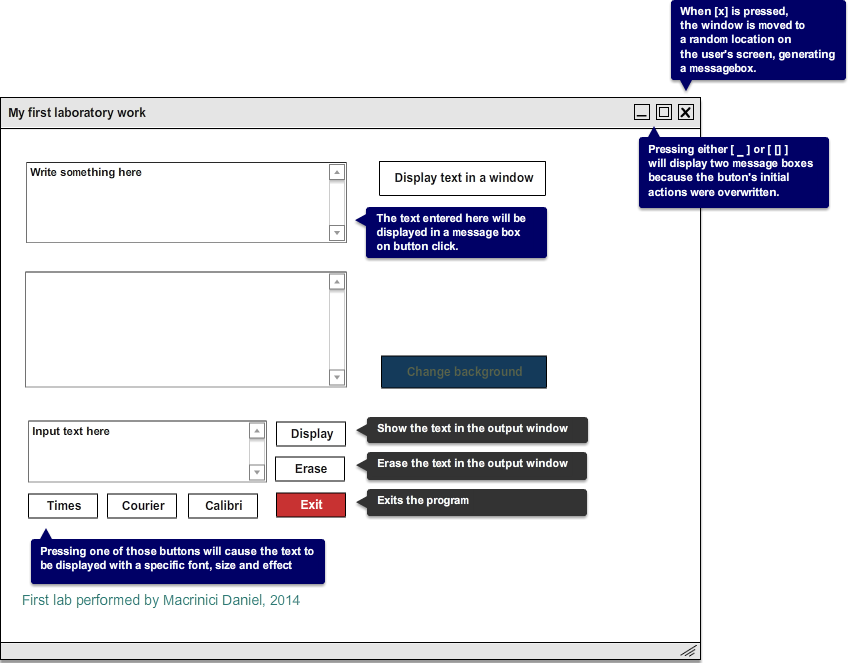 When [x] is pressed,
the window is moved to
a random location on
the user's screen, generating
a messagebox.
My first laboratory work
Pressing either [ _ ] or [ [] ]
will display two message boxes
because the buton's initial
actions were overwritten.
Write something here
Display text in a window
The text entered here will be
displayed in a message box
on button click.
Change background
Input text here
Display
Show the text in the output window
Erase
Erase the text in the output window
Times
Courier
Calibri
Exit
Exits the program
Pressing one of those buttons will cause the text to
be displayed with a specific font, size and effect
First lab performed by Macrinici Daniel, 2014